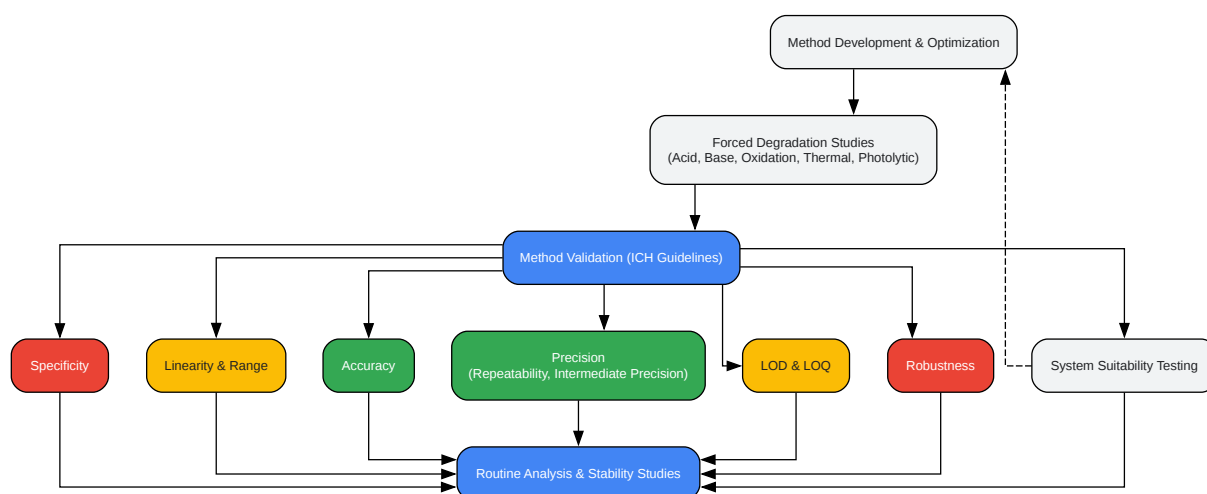 Method Development & Optimization
Forced Degradation Studies
(Acid, Base, Oxidation, Thermal, Photolytic)
Method Validation (ICH Guidelines)
Specificity
Linearity & Range
Accuracy
Precision
(Repeatability, Intermediate Precision)
LOD & LOQ
Robustness
System Suitability Testing
Routine Analysis & Stability Studies